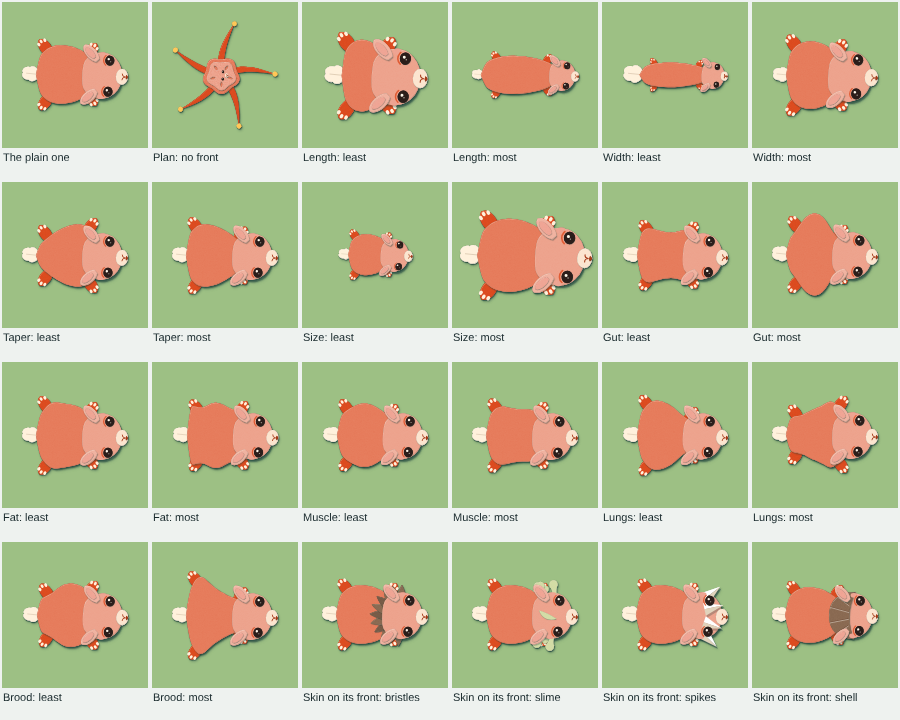 The plain one
Plan: no front
Length: least
Length: most
Width: least
Width: most
Taper: least
Taper: most
Size: least
Size: most
Gut: least
Gut: most
Fat: least
Fat: most
Muscle: least
Muscle: most
Lungs: least
Lungs: most
Brood: least
Brood: most
Skin on its front: bristles
Skin on its front: slime
Skin on its front: spikes
Skin on its front: shell